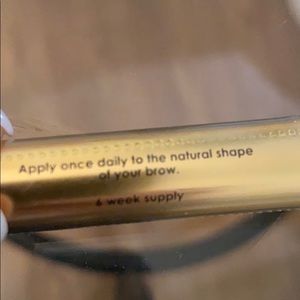 Apply once daily to the natural shape
of your brow.
6 week supply